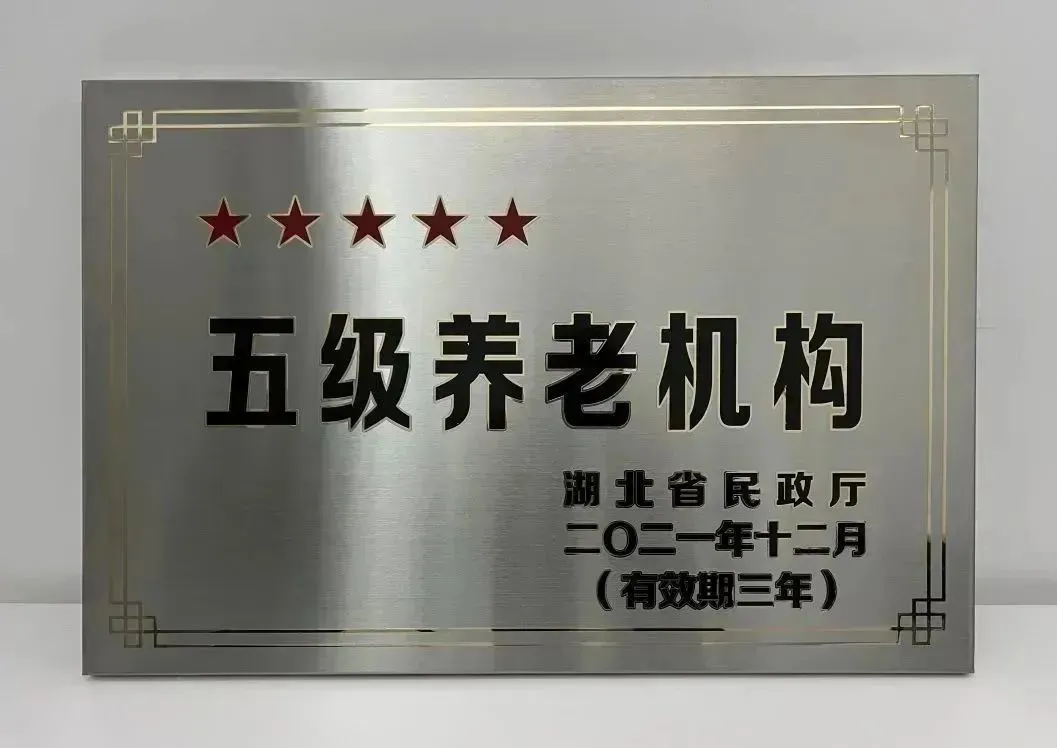 五级养老机构
湖北省民政厅
二〇二一年十二月
（有效期三年）